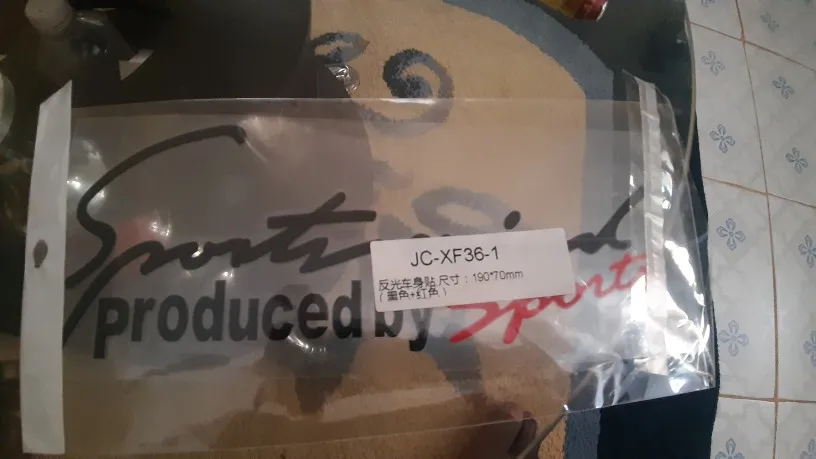 Sports
JC-XF36-1
反光车身贴 尺寸：190*70mm
（黑色+红色）
produced by Sports